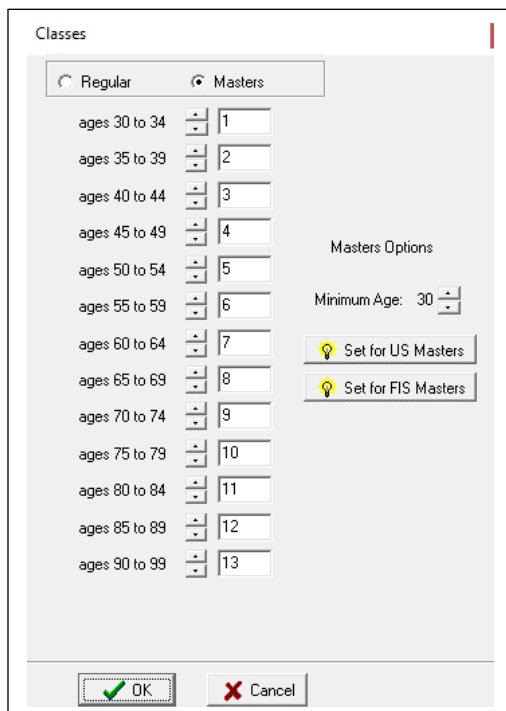 Classes
Regular Masters
ages 30 to 34 1
ages 35 to 39 2
ages 40 to 44 3
ages 45 to 49 4
Masters Options
ages 50 to 54 5
ages 55 to 59 6
Minimum Age: 30
ages 60 to 64 7
Set for US Masters
ages 65 to 69 8
Set for FIS Masters
ages 70 to 74 9
ages 75 to 79 10
ages 80 to 84 11
ages 85 to 89 12
ages 90 to 99 13
OK Cancel